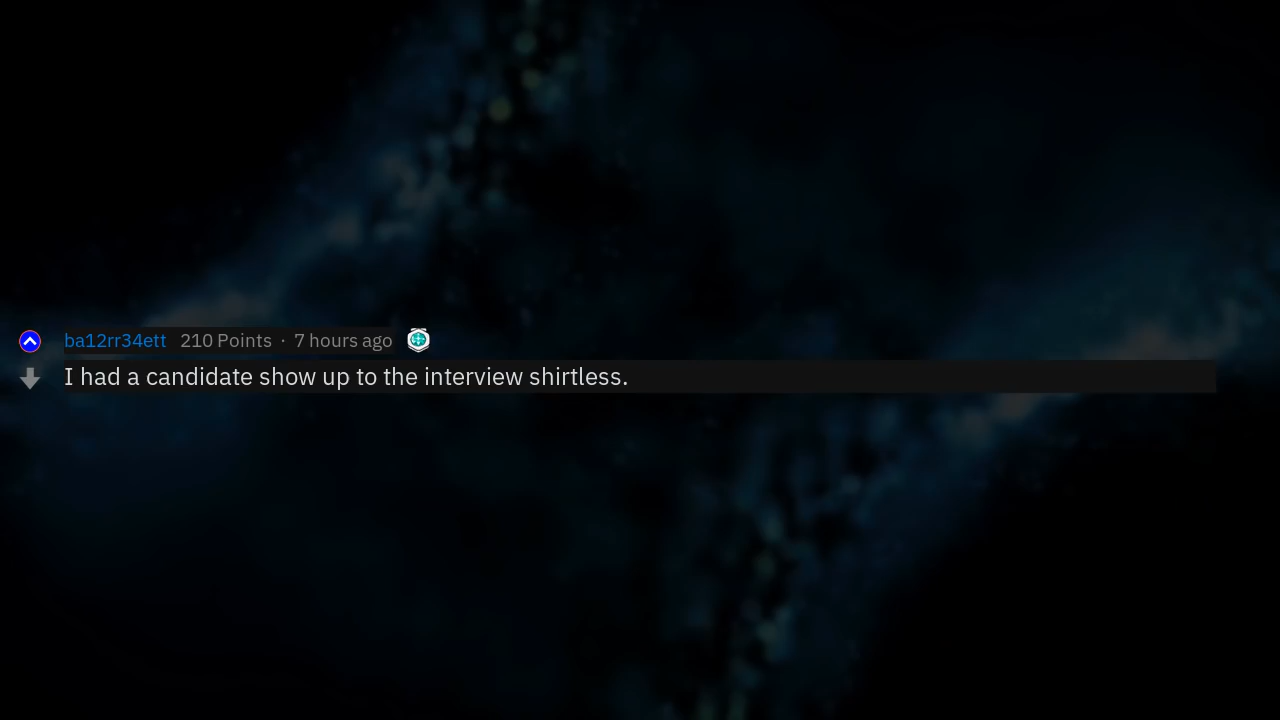 ba12rr34ett 210 Points · 7 hours ago
I had a candidate show up to the interview shirtless.